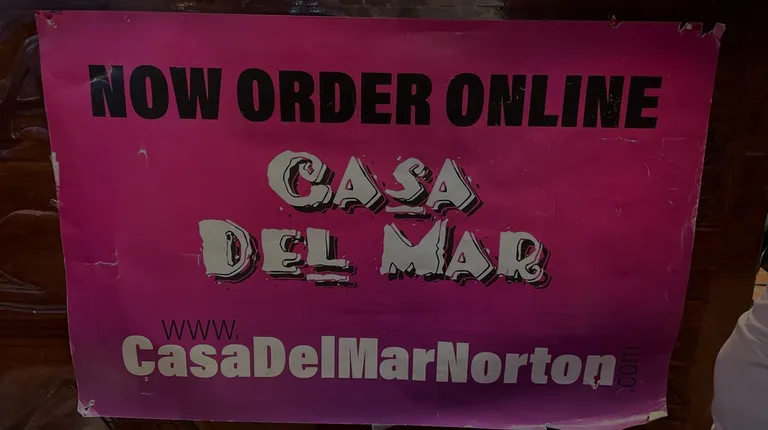 NOW ORDER ONLINE
CASA
DEL MAR
www.
CasaDelMarNorton.com